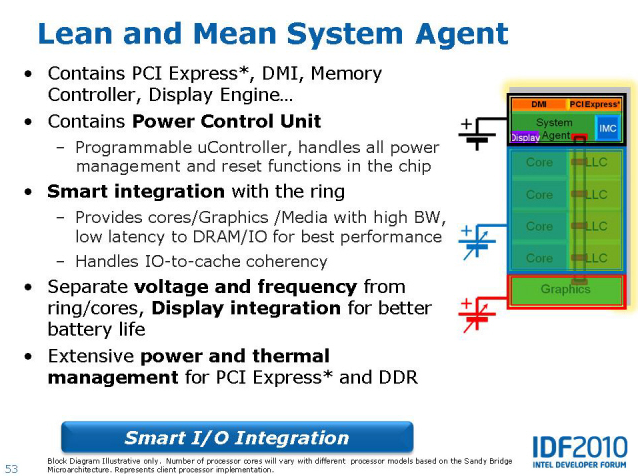 Lean and Mean System Agent
• Contains PCI Express*, DMI, Memory
Controller, Display Engine…
• Contains Power Control Unit
– Programmable uController, handles all power
management and reset functions in the chip
• Smart integration with the ring
– Provides cores/Graphics /Media with high BW,
low latency to DRAM/IO for best performance
– Handles IO-to-cache coherency
• Separate voltage and frequency from
ring/cores, Display integration for better
battery life
• Extensive power and thermal
management for PCI Express* and DDR
DMI PCI Express*
System
Agent
IMC
Display
Core LLC
Core LLC
Core LLC
Core LLC
Graphics
+
+
+
Smart I/O Integration
53
Block Diagram Illustrative only. Number of processor cores will vary with different processor models based on the Sandy Bridge
Microarchitecture. Represents client processor implementation.
IDF2010
INTEL DEVELOPER FORUM